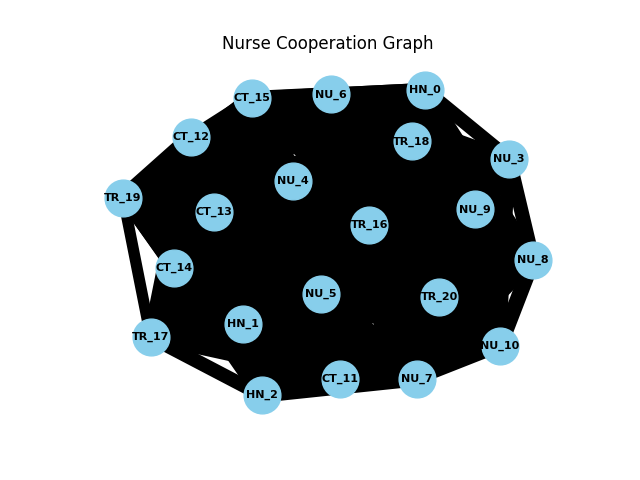 Nurse Cooperation Graph
HN_0
NU_6
CT_15
CT_12
TR_18
NU_3
NU_4
TR_19
NU_9
CT_13
TR_16
NU_8
CT_14
NU_5
TR_20
HN_1
TR_17
NU_10
CT_11
NU_7
HN_2